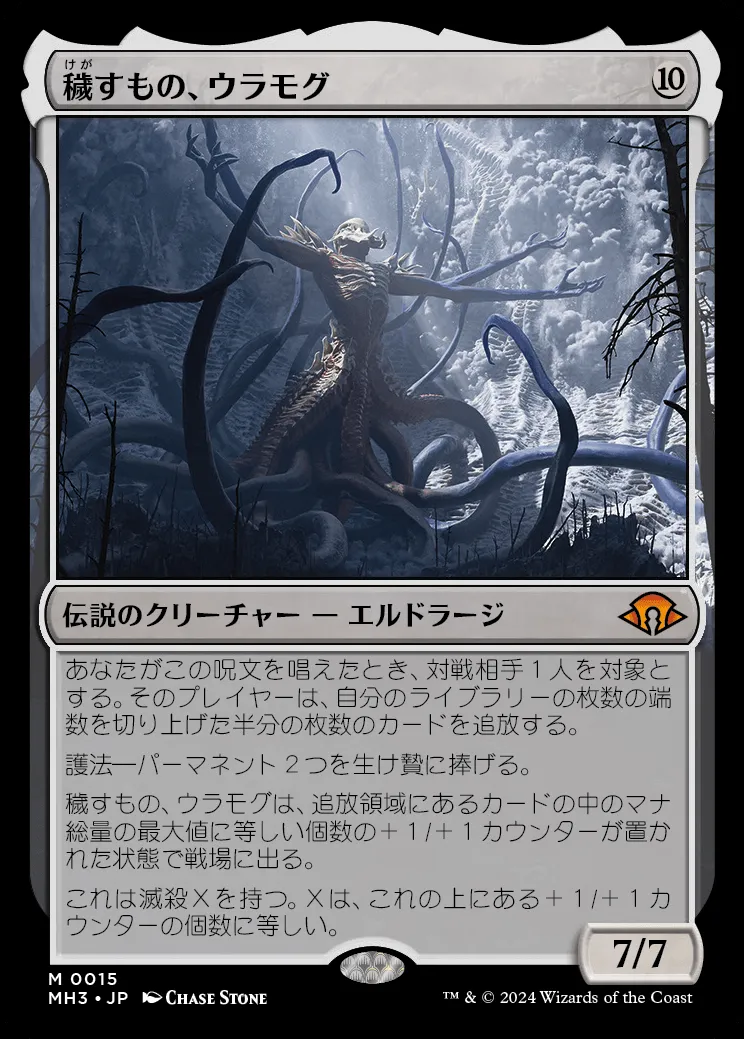 けが
穢すもの、ウラモグ
10
伝説のクリーチャー — エルドラージ
あなたがこの呪文を唱えたとき、対戦相手1人を対象と
する。そのプレイヤーは、自分のライブラリーの枚数の端
数を切り上げた半分の枚数のカードを追放する。
護法―パーマネント2つを生け贄に捧げる。
穢すもの、ウラモグは、追放領域にあるカードの中のマナ
総量の最大値に等しい個数の+1/+1カウンターが置か
れた状態で戦場に出る。
これは滅殺Xを持つ。Xは、これの上にある+1/+1カ
ウンターの個数に等しい。
7/7
M 0015
MH3 • JP Chase Stone
™ & © 2024 Wizards of the Coast